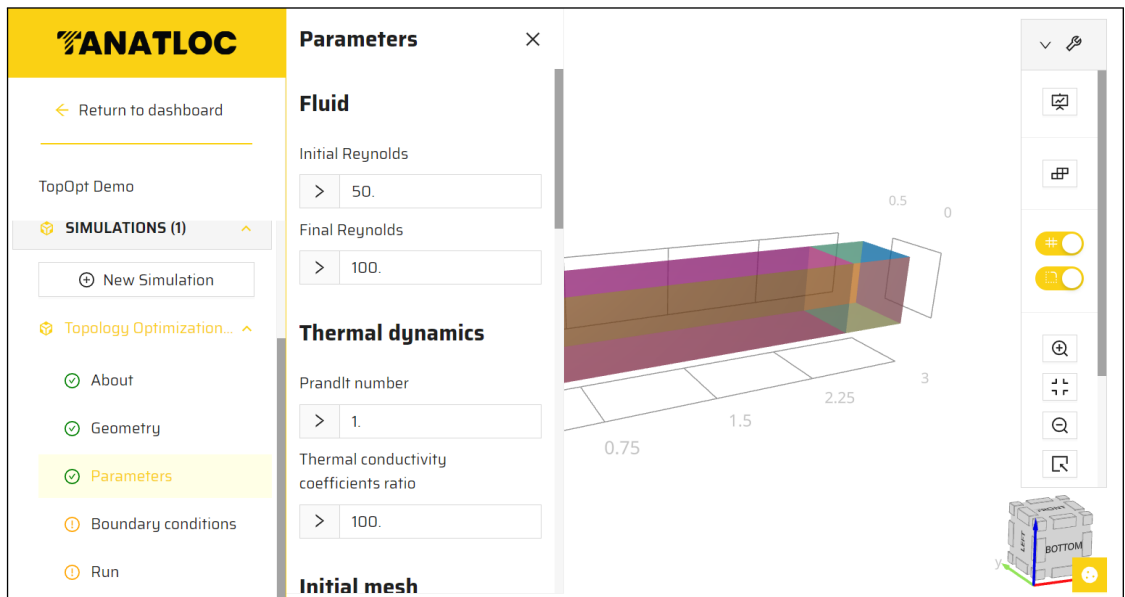 TANATLOC
Return to dashboard
TopOpt Demo
SIMULATIONS (1)
New Simulation
Topology Optimization...
About
Geometry
Parameters
Boundary conditions
Run
Parameters
Fluid
Initial Reynolds
50.
Final Reynolds
100.
Thermal dynamics
Prandlt number
1.
Thermal conductivity
coefficients ratio
100.
Initial mesh
0.5
0
3
2.25
1.5
0.75
FRONT
LEFT
BOTTOM
y